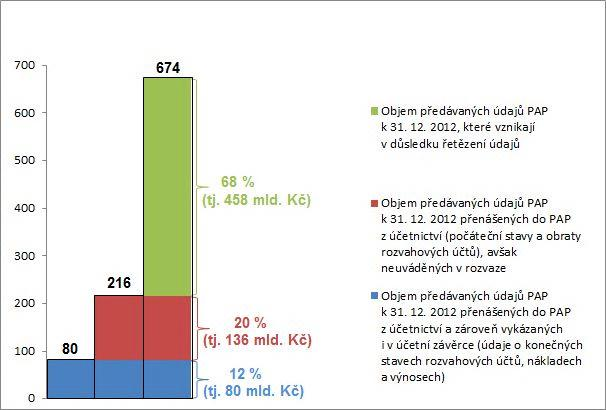 674
700
600
500
400
300
200
100
0
216
80
68 %
(tj. 458 mld. Kč)
20 %
(tj. 136 mld. Kč)
12 %
(tj. 80 mld. Kč)
Objem předávaných údajů PAP
k 31. 12. 2012, které vznikají
v důsledku řetězení údajů
Objem předávaných údajů PAP
k 31. 12. 2012 přenášených do PAP
z účetnictví (počáteční stavy a obraty
rozvahových účtů), avšak
neuváděných v rozvaze
Objem předávaných údajů PAP
k 31. 12. 2012 přenášených do PAP
z účetnictví a zároveň vykázaných
i v účetní závěrce (údaje o konečných
stavech rozvahových účtů, nákladech
a výnosech)